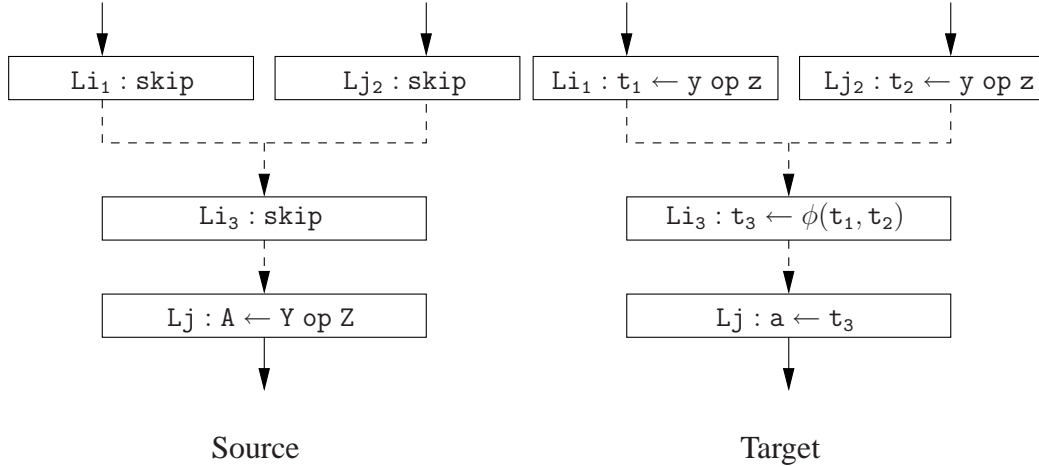 Li₁ : skip
Lj₂ : skip
Li₁ : t₁ ← y op z
Lj₂ : t₂ ← y op z
Li₃ : skip
Li₃ : t₃ ← ϕ(t₁, t₂)
Lj : A ← Y op Z
Lj : a ← t₃
Source
Target